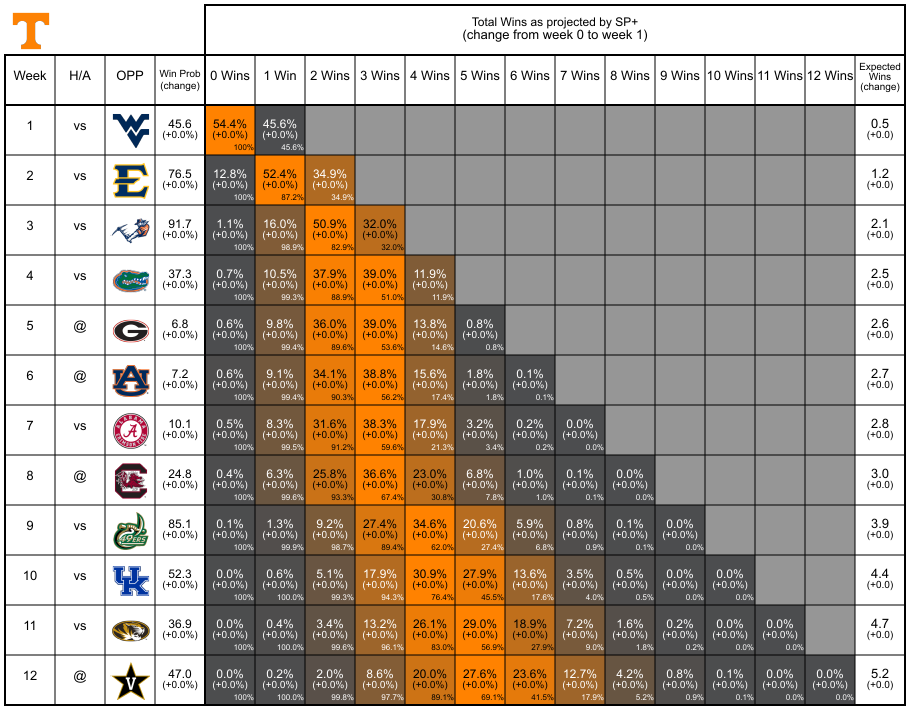 T
Total Wins as projected by SP+
(change from week 0 to week 1)
Week H/A OPP Win Prob (change) 0 Wins 1 Win 2 Wins 3 Wins 4 Wins 5 Wins 6 Wins 7 Wins 8 Wins 9 Wins 10 Wins 11 Wins 12 Wins Expected Wins (change)
1 vs WV 45.6 54.4% 45.6% 0.5
(+0.0%) (+0.0%) (+0.0%) (+0.0)
100% 45.6%
2 vs E 76.5 12.8% 52.4% 34.9% 1.2
(+0.0%) (+0.0%) (+0.0%) (+0.0%) (+0.0)
100% 87.2% 34.9%
3 vs 91.7 1.1% 16.0% 50.9% 32.0% 2.1
(+0.0%) (+0.0%) (+0.0%) (+0.0%) (+0.0%) (+0.0)
100% 98.9% 82.9% 32.0%
4 vs 37.3 0.7% 10.5% 37.9% 39.0% 11.9% 2.5
(+0.0%) (+0.0%) (+0.0%) (+0.0%) (+0.0%) (+0.0%) (+0.0)
100% 99.3% 88.9% 51.0% 11.9%
5 @ G 6.8 0.6% 9.8% 36.0% 39.0% 13.8% 0.8% 2.6
(+0.0%) (+0.0%) (+0.0%) (+0.0%) (+0.0%) (+0.0%) (+0.0%) (+0.0)
100% 99.4% 89.6% 53.6% 14.6% 0.8%
6 @ AU 7.2 0.6% 9.1% 34.1% 38.8% 15.6% 1.8% 0.1% 2.7
(+0.0%) (+0.0%) (+0.0%) (+0.0%) (+0.0%) (+0.0%) (+0.0%) (+0.0%) (+0.0)
100% 99.4% 90.3% 56.2% 17.4% 1.8% 0.1%
7 vs A 10.1 0.5% 8.3% 31.6% 38.3% 17.9% 3.2% 0.2% 0.0% 2.8
(+0.0%) (+0.0%) (+0.0%) (+0.0%) (+0.0%) (+0.0%) (+0.0%) (+0.0%) (+0.0%) (+0.0)
100% 99.5% 91.2% 59.6% 21.3% 3.4% 0.2% 0.0%
8 @ C 24.8 0.4% 6.3% 25.8% 36.6% 23.0% 6.8% 1.0% 0.1% 0.0% 3.0
(+0.0%) (+0.0%) (+0.0%) (+0.0%) (+0.0%) (+0.0%) (+0.0%) (+0.0%) (+0.0%) (+0.0%) (+0.0)
100% 99.6% 93.3% 67.4% 30.8% 7.8% 1.0% 0.1% 0.0%
9 vs 49ERS 85.1 0.1% 1.3% 9.2% 27.4% 34.6% 20.6% 5.9% 0.8% 0.1% 0.0% 3.9
(+0.0%) (+0.0%) (+0.0%) (+0.0%) (+0.0%) (+0.0%) (+0.0%) (+0.0%) (+0.0%) (+0.0%) (+0.0%) (+0.0)
100% 99.9% 98.7% 89.4% 62.0% 27.4% 6.8% 0.9% 0.1% 0.0%
10 vs UK 52.3 0.0% 0.6% 5.1% 17.9% 30.9% 27.9% 13.6% 3.5% 0.5% 0.0% 0.0% 4.4
(+0.0%) (+0.0%) (+0.0%) (+0.0%) (+0.0%) (+0.0%) (+0.0%) (+0.0%) (+0.0%) (+0.0%) (+0.0%) (+0.0%) (+0.0)
100% 100.0% 99.3% 94.3% 76.4% 45.5% 17.6% 4.0% 0.5% 0.0% 0.0%
11 vs 36.9 0.0% 0.4% 3.4% 13.2% 26.1% 29.0% 18.9% 7.2% 1.6% 0.2% 0.0% 0.0% 4.7
(+0.0%) (+0.0%) (+0.0%) (+0.0%) (+0.0%) (+0.0%) (+0.0%) (+0.0%) (+0.0%) (+0.0%) (+0.0%) (+0.0%) (+0.0%) (+0.0)
100% 100.0% 99.6% 96.1% 83.0% 56.9% 27.9% 9.0% 1.8% 0.2% 0.0% 0.0%
12 @ V 47.0 0.0% 0.2% 2.0% 8.6% 20.0% 27.6% 23.6% 12.7% 4.2% 0.8% 0.1% 0.0% 0.0% 5.2
(+0.0%) (+0.0%) (+0.0%) (+0.0%) (+0.0%) (+0.0%) (+0.0%) (+0.0%) (+0.0%) (+0.0%) (+0.0%) (+0.0%) (+0.0%) (+0.0%) (+0.0)
100% 100.0% 99.8% 97.7% 89.1% 69.1% 41.5% 17.9% 5.2% 0.9% 0.1% 0.0% 0.0%